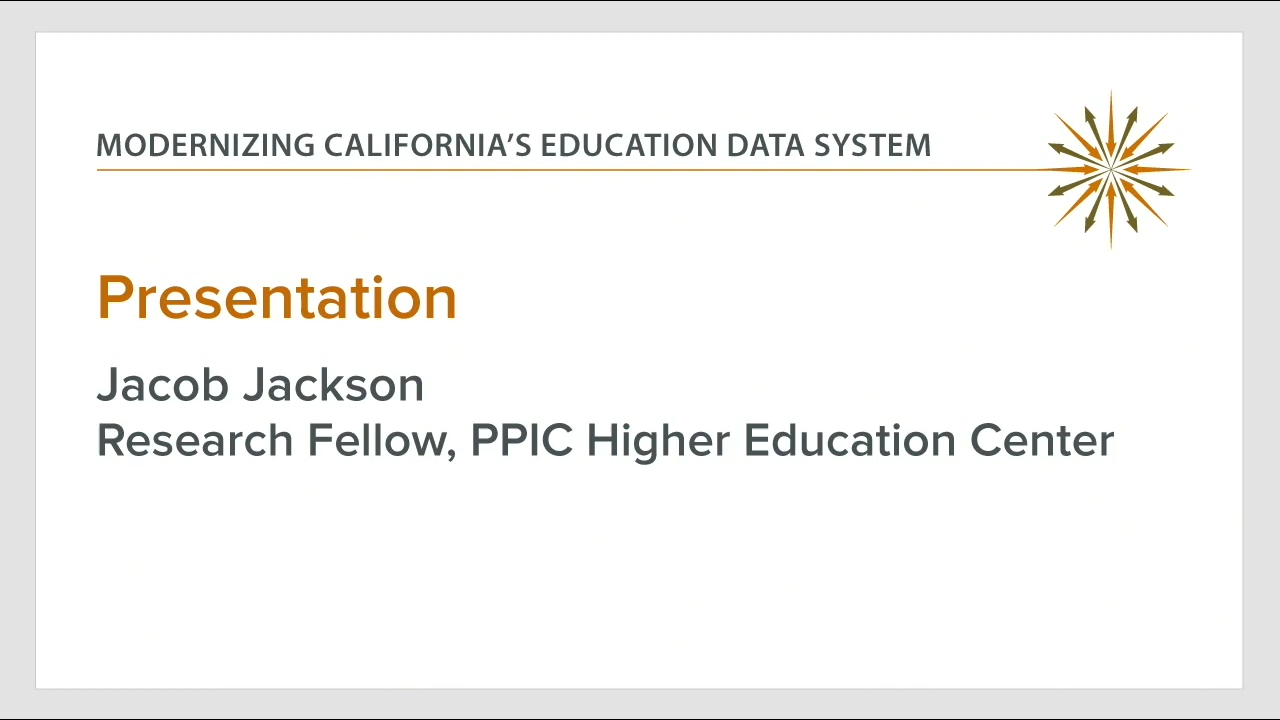 MODERNIZING CALIFORNIA’S EDUCATION DATA SYSTEM
Presentation
Jacob Jackson
Research Fellow, PPIC Higher Education Center